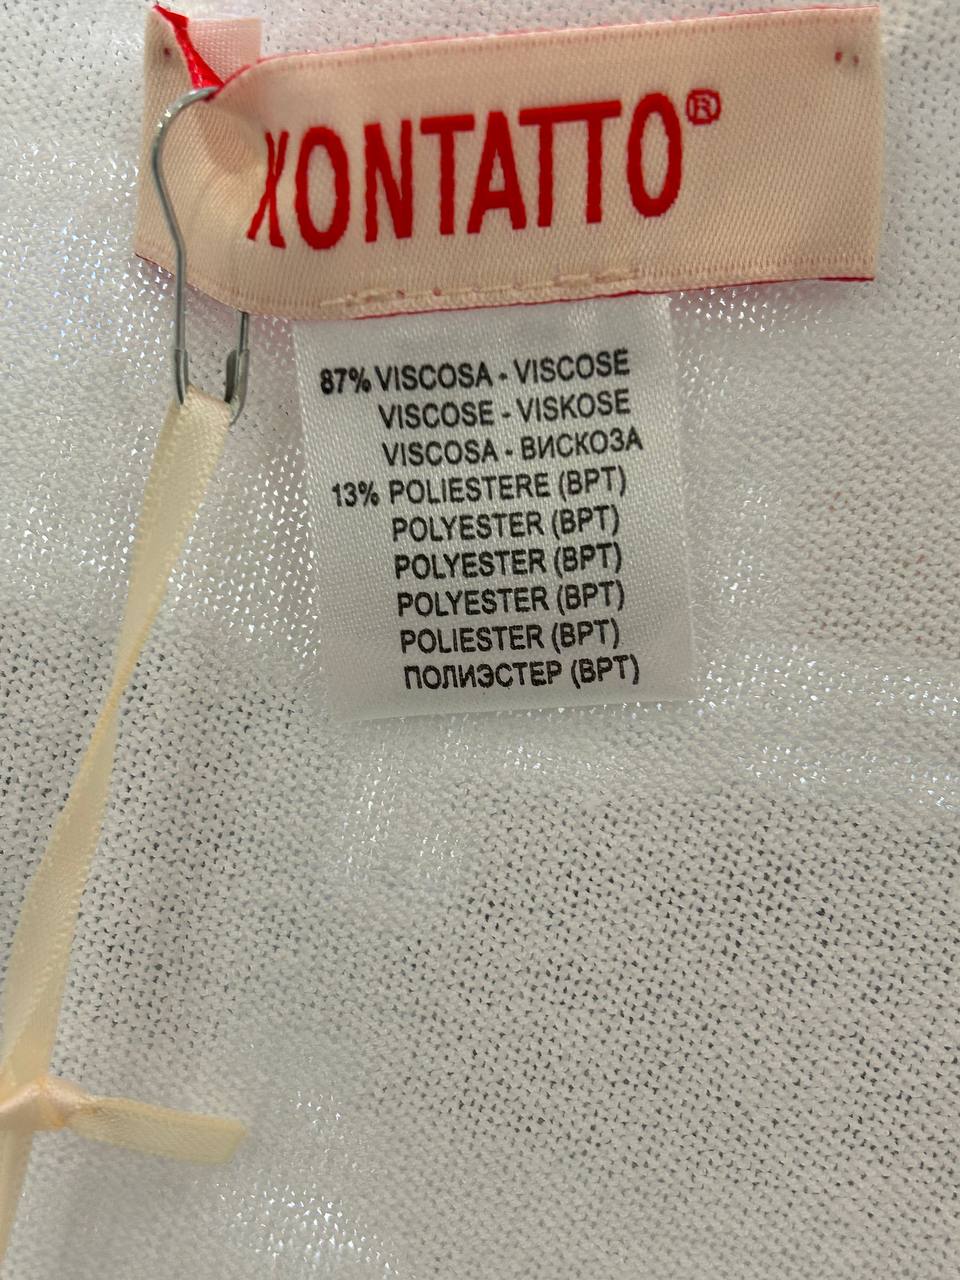 KONTATTO®
87% VISCOSA - VISCOSE
VISCOSE - VISKOSE
VISCOSA - ВИСКОЗА
13% POLIESTERE (BPT)
POLYESTER (BPT)
POLYESTER (BPT)
POLYESTER (BPT)
POLIESTER (BPT)
ПОЛИЭСТЕР (BPT)